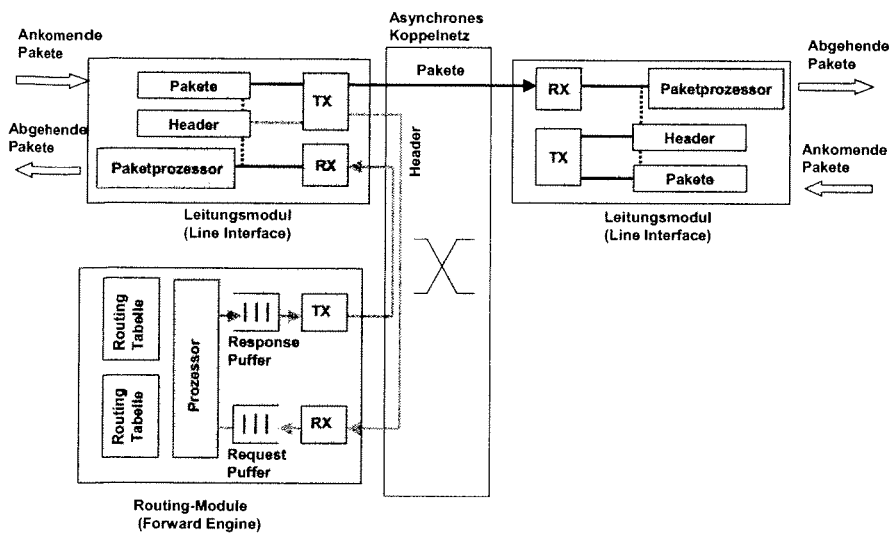 Asynchrones
Koppelnetz
Ankomende
Pakete
Abgehende
Pakete
Pakete
Header
Paketprozessor
TX
RX
Leitungsmodul
(Line Interface)
Pakete
Header
RX
TX
Paketprozessor
Header
Pakete
Leitungsmodul
(Line Interface)
Abgehende
Pakete
Ankomende
Pakete
Routing
Tabelle
Routing
Tabelle
Prozessor
Response
Puffer
TX
Request
Puffer
RX
Routing-Module
(Forward Engine)